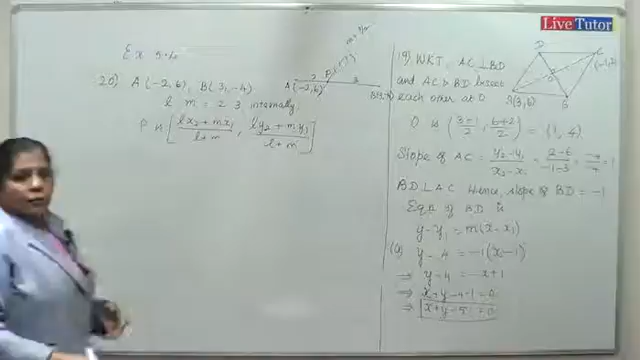 Live Tutor
Ex 5.4
20) A(-2,6), B(3,-4)
l m = 2 3 internally
P is [lx2 + mx1 / l+m , ly2 + my1 / l+m]
A(-2,6)
2
3
19) WKT, AC ⊥ BD
and AC & BD bisect
each other at O
A(3,6)
B
O is (3-1/2, 6+2/2) = (1, 4)
Slope of AC = y2-y1/x2-x1 = 2-6/-1-3 = -4/-4 = 1
BD ⊥ AC Hence, slope of BD = -1
Eqn of BD is
y-y1 = m(x-x1)
y-4 = -1(x-1)
⇒ y-4 = -x+1
⇒ x+y-4-1=0
⇒ x+y-5=0